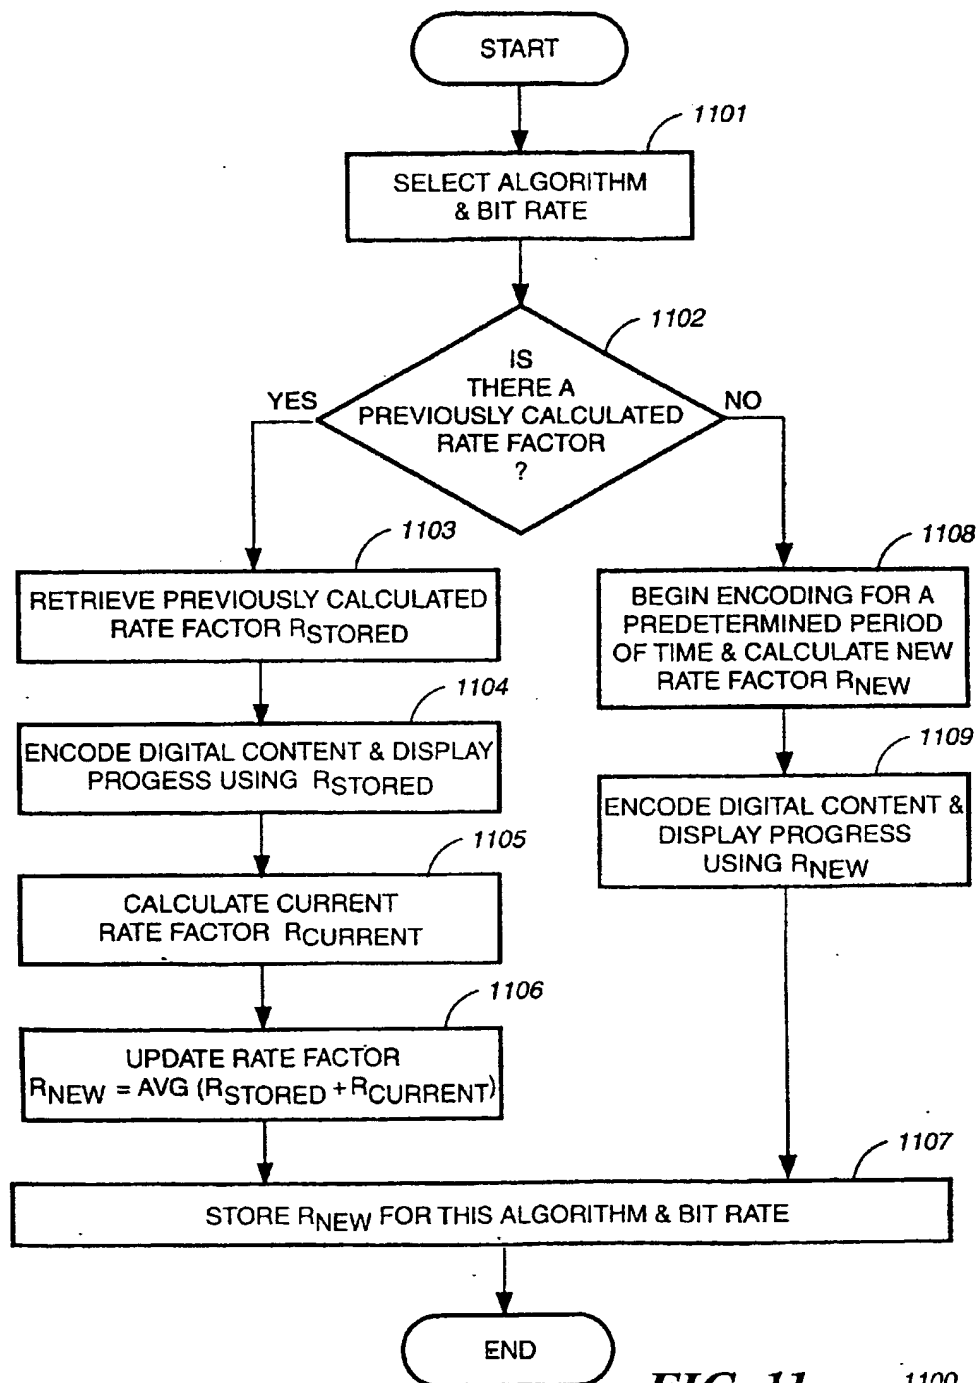 START
1101
SELECT ALGORITHM
& BIT RATE
1102
IS
THERE A
PREVIOUSLY CALCULATED
RATE FACTOR
?
YES
NO
1103
RETRIEVE PREVIOUSLY CALCULATED
RATE FACTOR RSTORED
1104
ENCODE DIGITAL CONTENT & DISPLAY
PROGESS USING RSTORED
1105
CALCULATE CURRENT
RATE FACTOR RCURRENT
1106
UPDATE RATE FACTOR
RNEW = AVG (RSTORED + RCURRENT)
1108
BEGIN ENCODING FOR A
PREDETERMINED PERIOD
OF TIME & CALCULATE NEW
RATE FACTOR RNEW
1109
ENCODE DIGITAL CONTENT &
DISPLAY PROGRESS
USING RNEW
1107
STORE RNEW FOR THIS ALGORITHM & BIT RATE
END
FIG. 11
1100